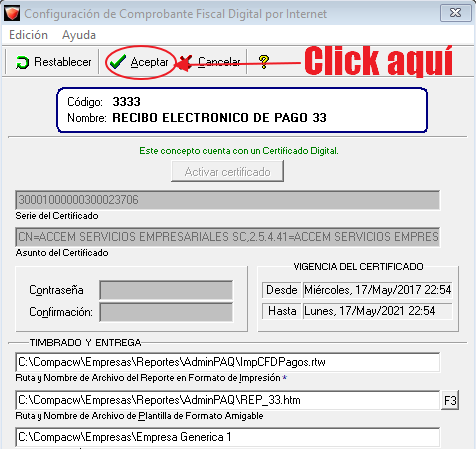 Configuración de Comprobante Fiscal Digital por Internet
Edición Ayuda
Restablecer Aceptar Cancelar ? Click aquí
Código: 3333
Nombre: RECIBO ELECTRONICO DE PAGO 33
Este concepto cuenta con un Certificado Digital.
Activar certificado
30001000000300023706
Serie del Certificado
CN=ACCEM SERVICIOS EMPRESARIALES SC,2.5.4.41=ACCEM SERVICIOS EMPRES
Asunto del Certificado
VIGENCIA DEL CERTIFICADO
Contraseña
Desde Miércoles, 17/May/2017 22:54
Confirmación:
Hasta Lunes, 17/May/2021 22:54
TIMBRADO Y ENTREGA
C:\Compacw\Empresas\Reportes\AdminPAQ\ImpCFDPagos.rtw
Ruta y Nombre de Archivo del Reporte en Formato de Impresión *
C:\Compacw\Empresas\Reportes\AdminPAQ\REP_33.htm F3
Ruta y Nombre de Archivo de Plantilla de Formato Amigable
C:\Compacw\Empresas\Empresa Generica 1